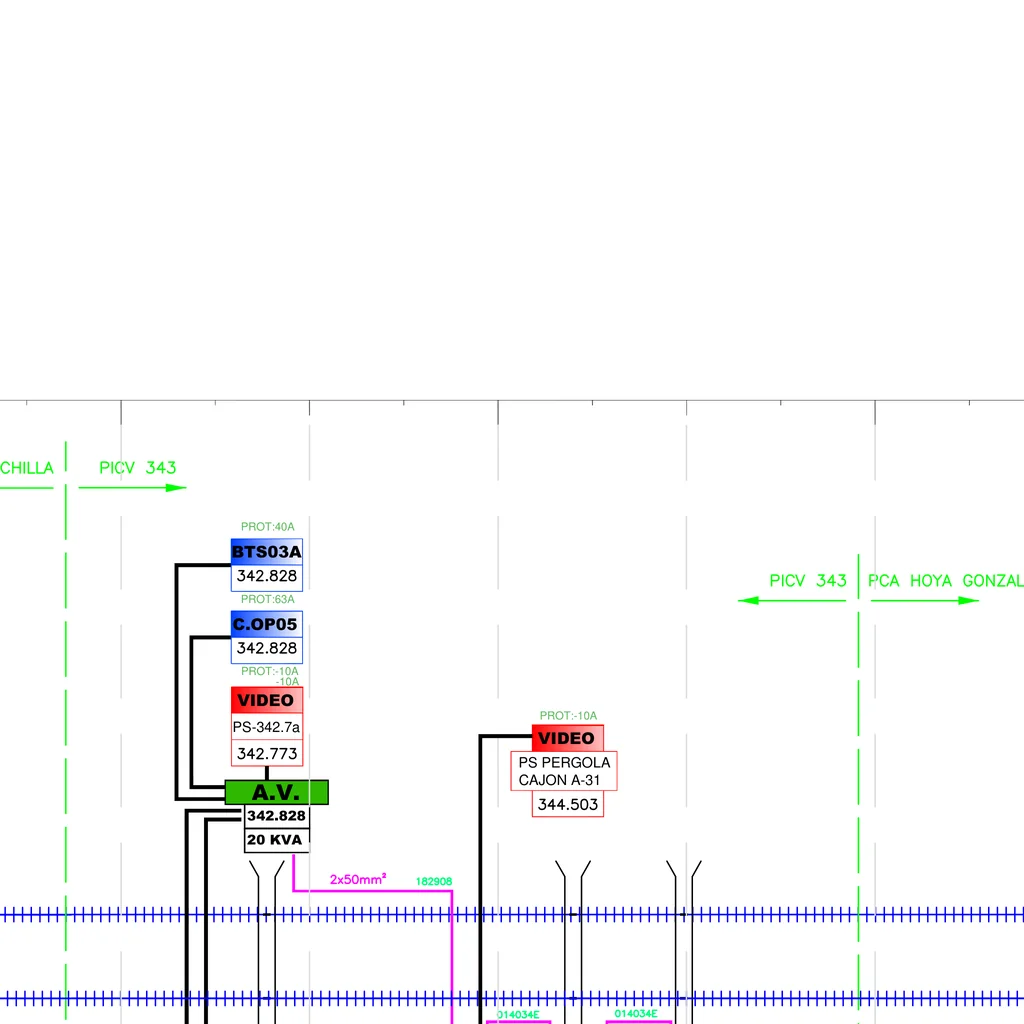 CHILLA
PICV 343
PROT:40A
BTS03A
342.828
PROT:63A
C.OP05
342.828
PROT:-10A
-10A
VIDEO
PS-342.7a
342.773
A.V.
342.828
20 KVA
2x50mm²
182908
PROT:-10A
VIDEO
PS PERGOLA
CAJON A-31
344.503
PICV 343
PCA HOYA GONZAL
014034E
014034E